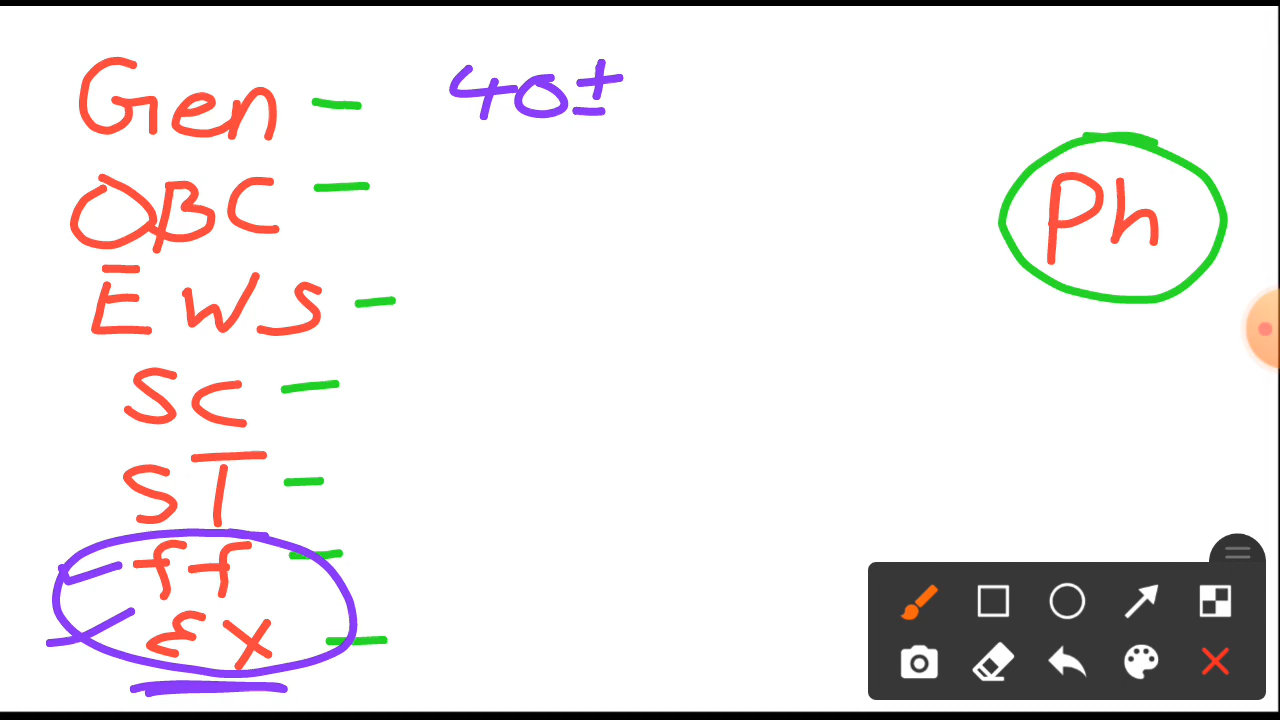 Gen - 40±
OBC -
EWS -
SC -
ST -
ff -
Ex -
Ph